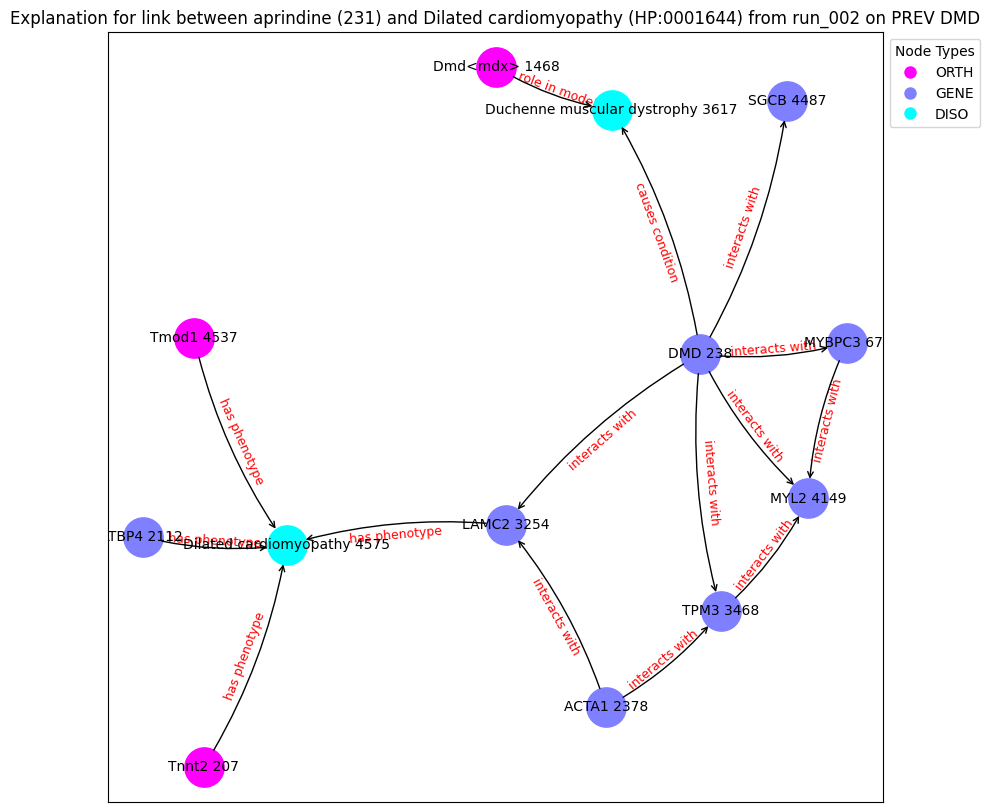 Explanation for link between aprindine (231) and Dilated cardiomyopathy (HP:0001644) from run_002 on PREV DMD
Node Types
ORTH
GENE
DISO
Dmd<mdx> 1468
role in mode
Duchenne muscular dystrophy 3617
SGCB 4487
causes condition
interacts with
Tmod1 4537
DMD 238
interacts with
MYBPC3 67
has phenotype
interacts with
interacts with
interacts with
interacts with
MYL2 4149
LAMC2 3254
TBP4 2112
has phenotype
Dilated cardiomyopathy 4575
has phenotype
interacts with
interacts with
TPM3 3468
has phenotype
interacts with
ACTA1 2378
Tnnt2 207